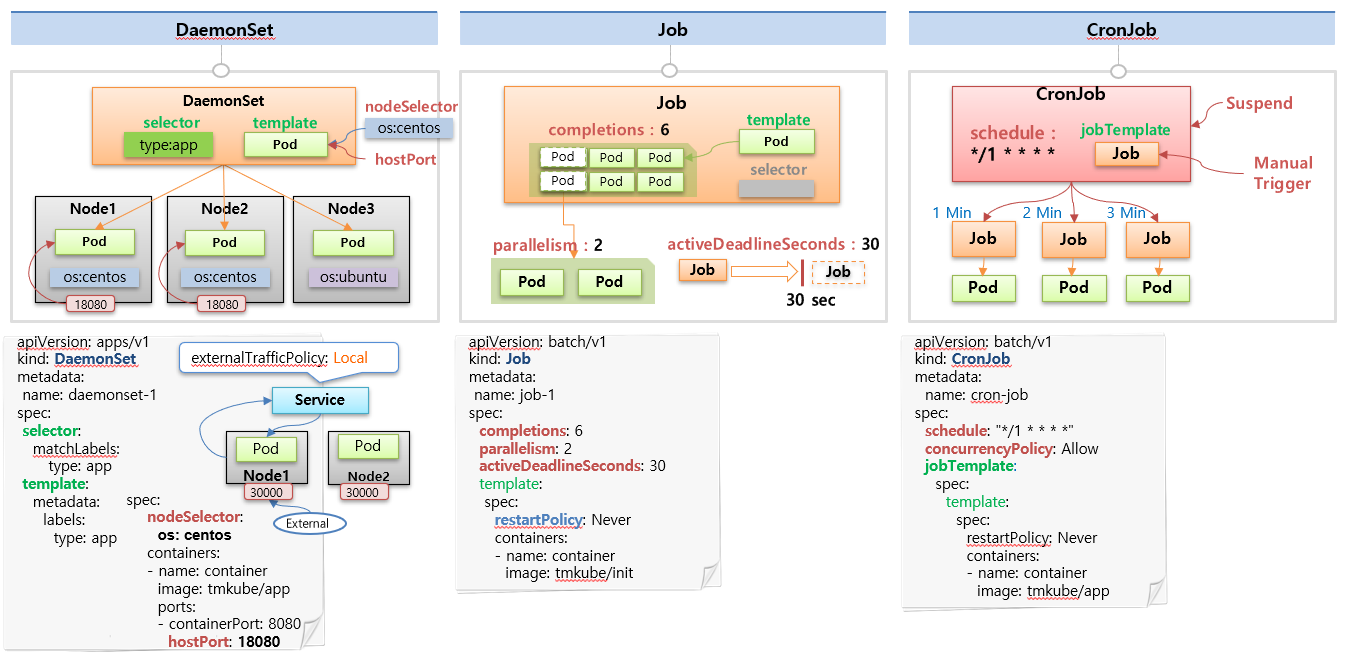 DaemonSet
DaemonSet
selector
template
type:app
Pod
nodeSelector
os:centos
hostPort
Node1
Node2
Node3
Pod
Pod
Pod
os:centos
os:centos
os:ubuntu
18080
18080
apiVersion: apps/v1
kind: DaemonSet
metadata:
name: daemonset-1
spec:
selector:
matchLabels:
type: app
template:
metadata:
labels:
type: app
spec:
nodeSelector:
os: centos
containers:
- name: container
image: tmkube/app
ports:
- containerPort: 8080
hostPort: 18080
externalTrafficPolicy: Local
Service
Pod
Pod
Node1
Node2
30000
30000
External
Job
Job
completions : 6
template
Pod
Pod
Pod
Pod
Pod
Pod
Pod
selector
parallelism : 2
Pod
Pod
activeDeadlineSeconds : 30
Job
Job
30 sec
apiVersion: batch/v1
kind: Job
metadata:
name: job-1
spec:
completions: 6
parallelism: 2
activeDeadlineSeconds: 30
template:
spec:
restartPolicy: Never
containers:
- name: container
image: tmkube/init
CronJob
CronJob
schedule :
*/1 * * * *
jobTemplate
Job
Suspend
Manual
Trigger
1 Min
2 Min
3 Min
Job
Job
Job
Pod
Pod
Pod
apiVersion: batch/v1
kind: CronJob
metadata:
name: cron-job
spec:
schedule: "*/1 * * * *"
concurrencyPolicy: Allow
jobTemplate:
spec:
template:
spec:
restartPolicy: Never
containers:
- name: container
image: tmkube/app